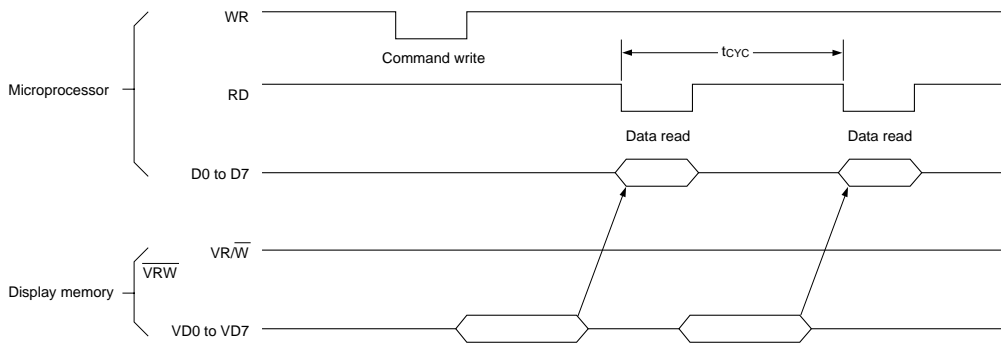 WR
Command write
tCYC
Microprocessor
RD
Data read
Data read
D0 to D7
VR/W̅
V̅R̅W̅
Display memory
VD0 to VD7